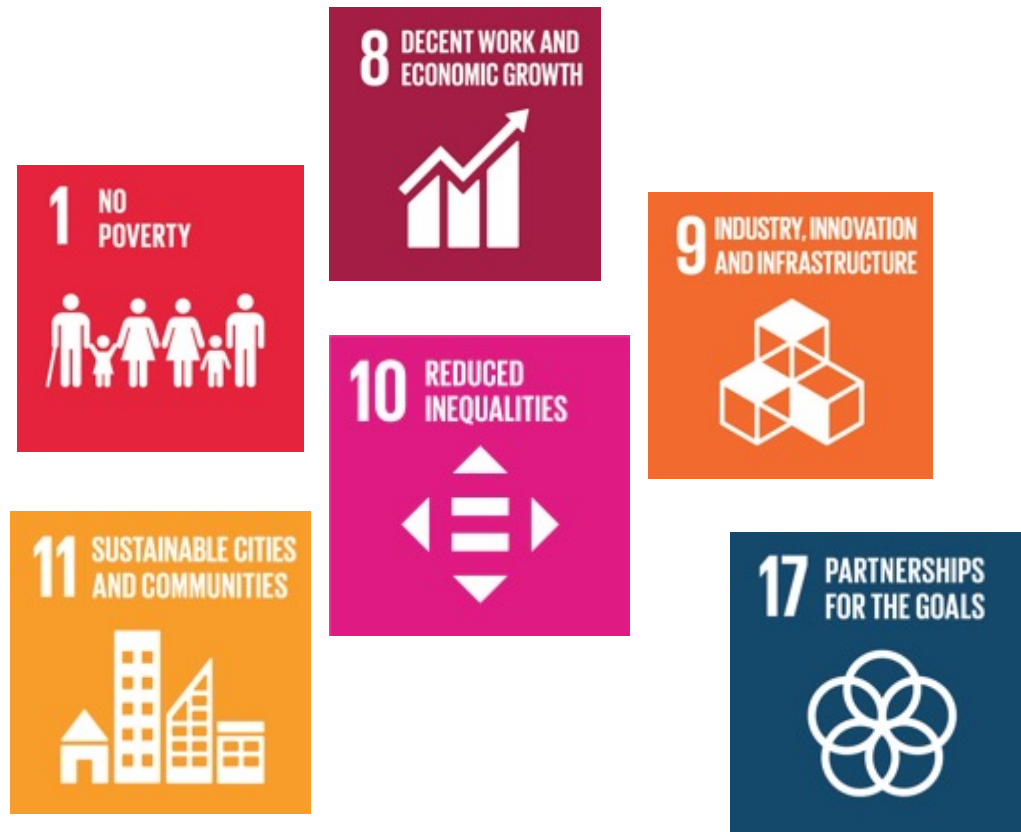 8 DECENT WORK AND
ECONOMIC GROWTH
1 NO
POVERTY
9 INDUSTRY, INNOVATION
AND INFRASTRUCTURE
10 REDUCED
INEQUALITIES
11 SUSTAINABLE CITIES
AND COMMUNITIES
17 PARTNERSHIPS
FOR THE GOALS